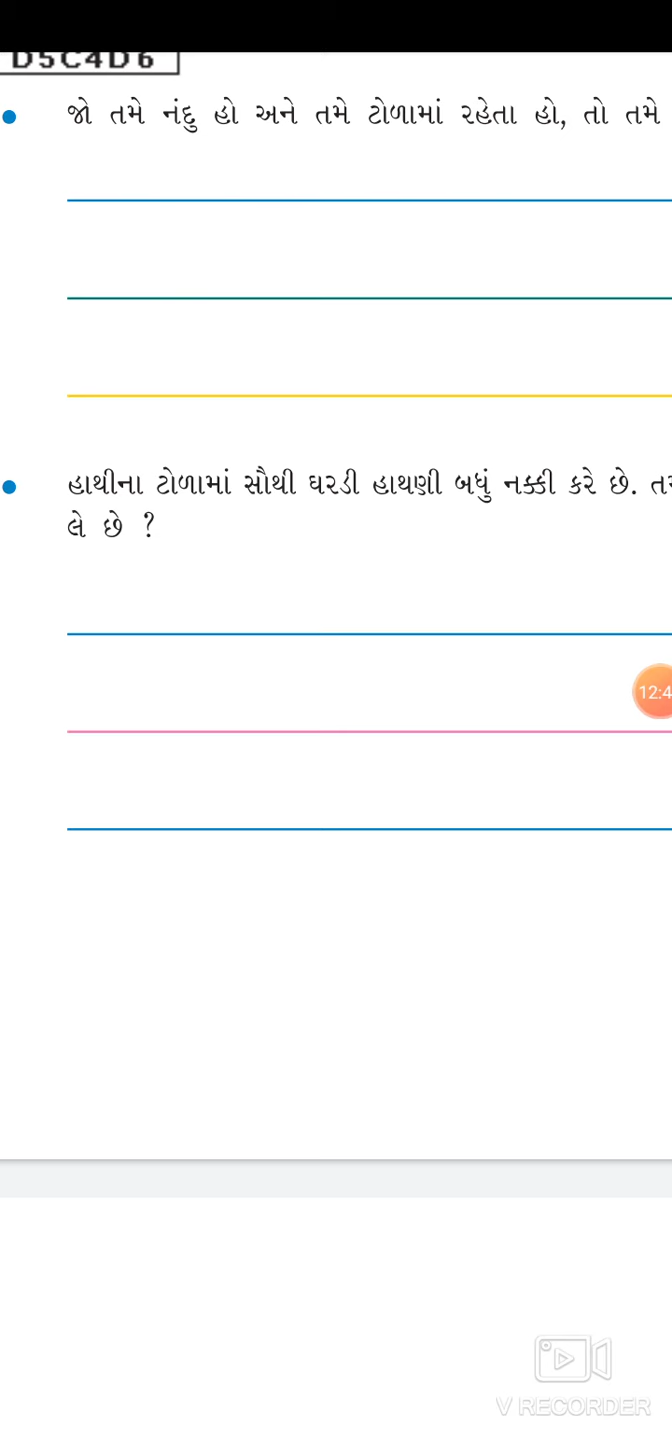 D5C4D6
જો તમે નંદુ હો અને તમે ટોળામાં રહેતા હો, તો તમે
હાથીના ટોળામાં સૌથી ઘરડી હાથણી બધું નક્કી કરે છે.
લે છે ?
12:4
V RECORDER